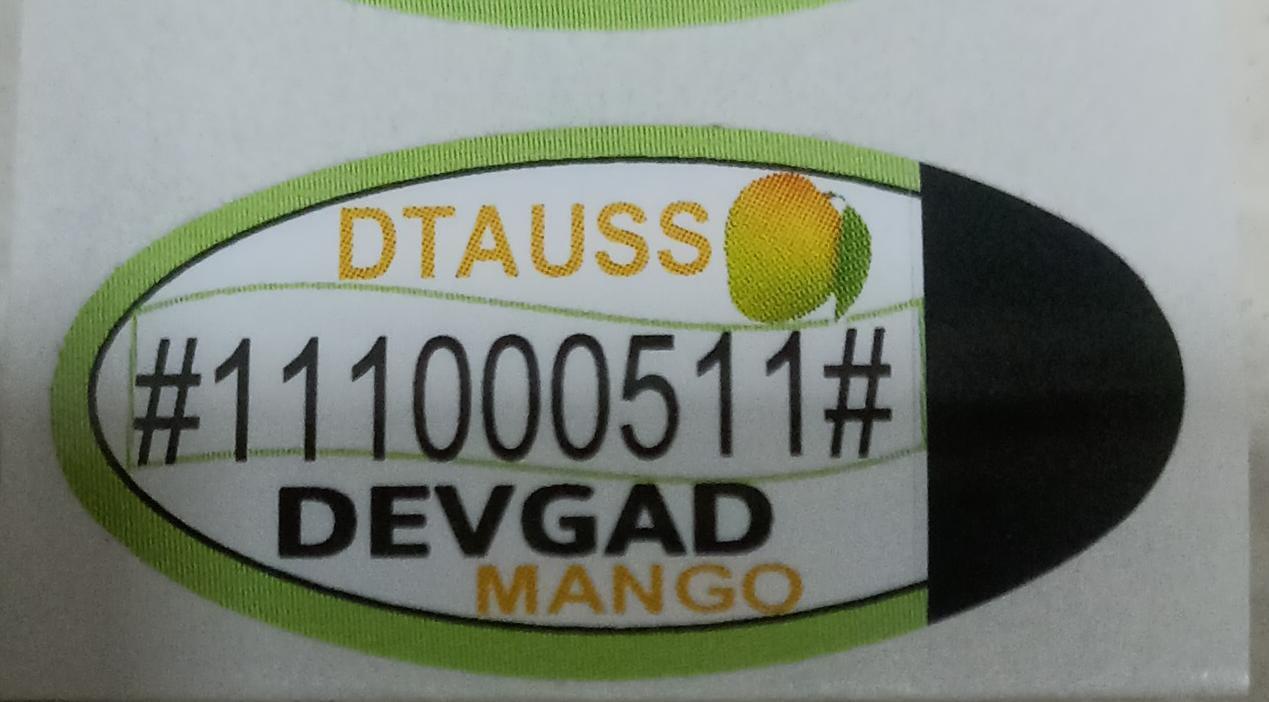 DTAUSS
#111000511#
DEVGAD
MANGO